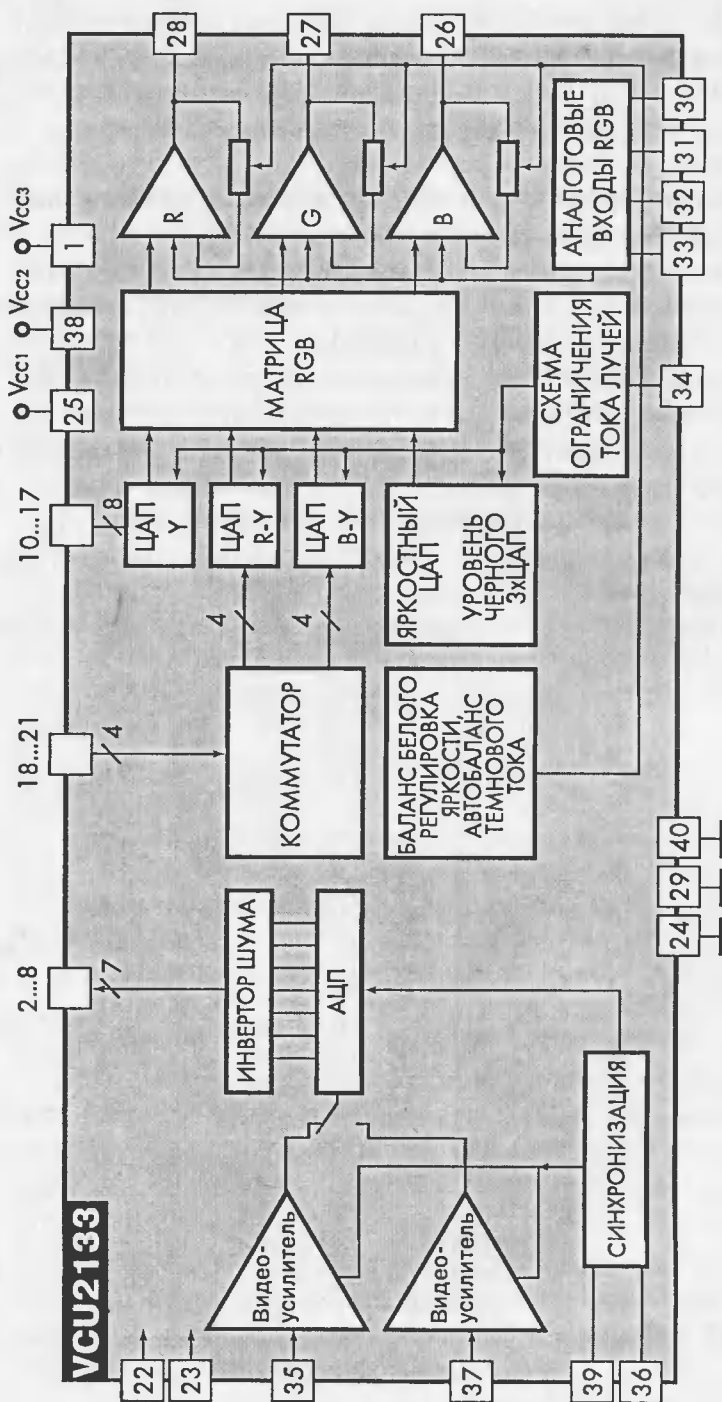 VCU2133
2...8
18...21
10...17
Vcc1
Vcc2
Vcc3
25
38
1
7
4
8
22
23
35
37
39
36
Видео-
усилитель
Видео-
усилитель
СИНХРОНИЗАЦИЯ
ИНВЕРТОР ШУМА
АЦП
КОММУТАТОР
4
4
БАЛАНС БЕЛОГО
РЕГУЛИРОВКА
ЯРКОСТИ,
АВТОБАЛАНС
ТЕМНОВОГО
ТОКА
ЦАП
Y
ЦАП
R-Y
ЦАП
B-Y
ЯРКОСТНЫЙ
ЦАП
УРОВЕНЬ
ЧЕРНОГО
3хЦАП
МАТРИЦА
RGB
СХЕМА
ОГРАНИЧЕНИЯ
ТОКА ЛУЧЕЙ
R
G
B
АНАЛОГОВЫЕ
ВХОДЫ RGB
28
27
26
30
31
32
33
34
24
29
40